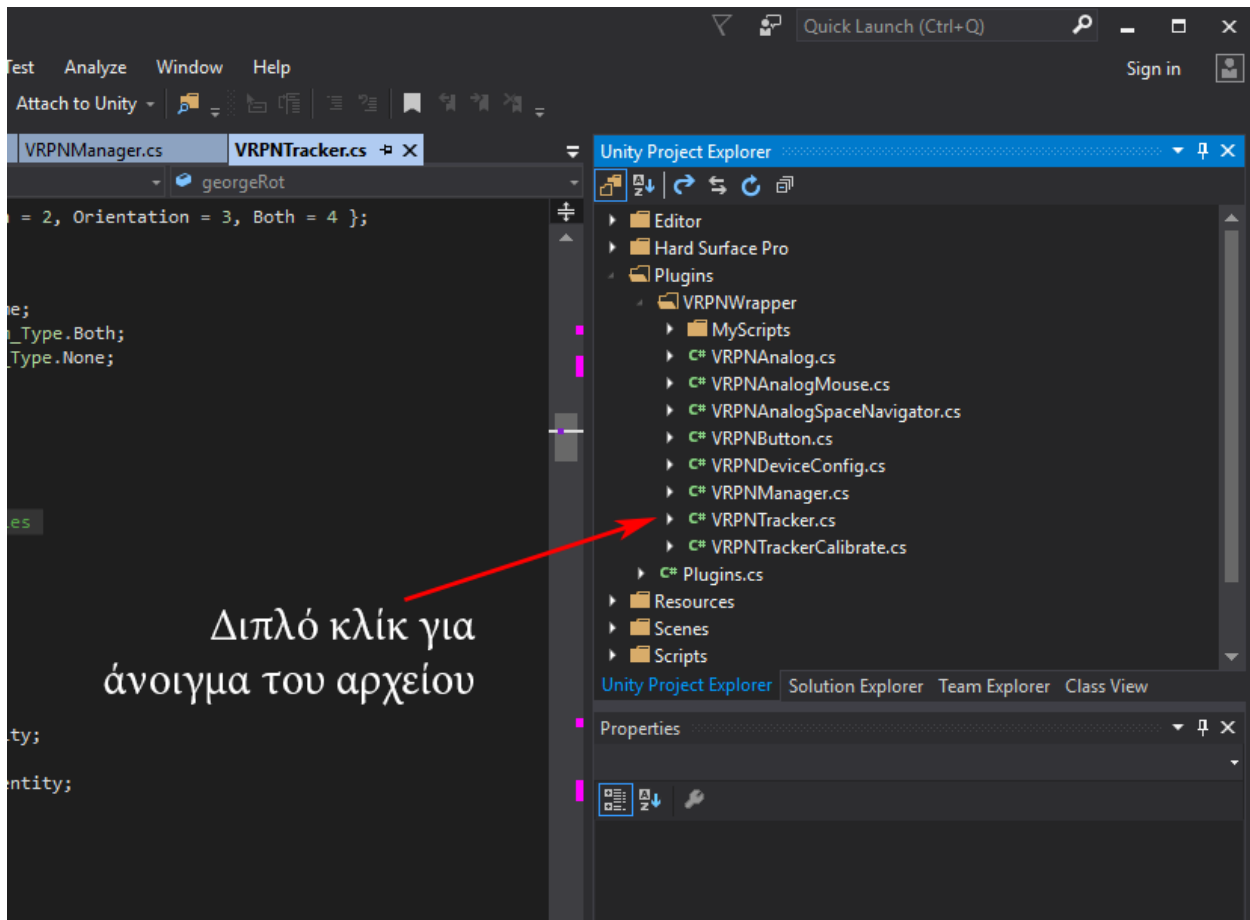 Quick Launch (Ctrl+Q)
Test Analyze Window Help
Sign in
Attach to Unity
VRPNManager.cs VRPNTracker.cs
georgeRot
= 2, Orientation = 3, Both = 4 };
_Type.Both;
_Type.None;
Διπλό κλίκ για
άνοιγμα του αρχείου
Unity Project Explorer
Editor
Hard Surface Pro
Plugins
VRPNWrapper
MyScripts
C# VRPNAnalog.cs
C# VRPNAnalogMouse.cs
C# VRPNAnalogSpaceNavigator.cs
C# VRPNButton.cs
C# VRPNDeviceConfig.cs
C# VRPNManager.cs
C# VRPNTracker.cs
C# VRPNTrackerCalibrate.cs
C# Plugins.cs
Resources
Scenes
Scripts
Unity Project Explorer Solution Explorer Team Explorer Class View
Properties